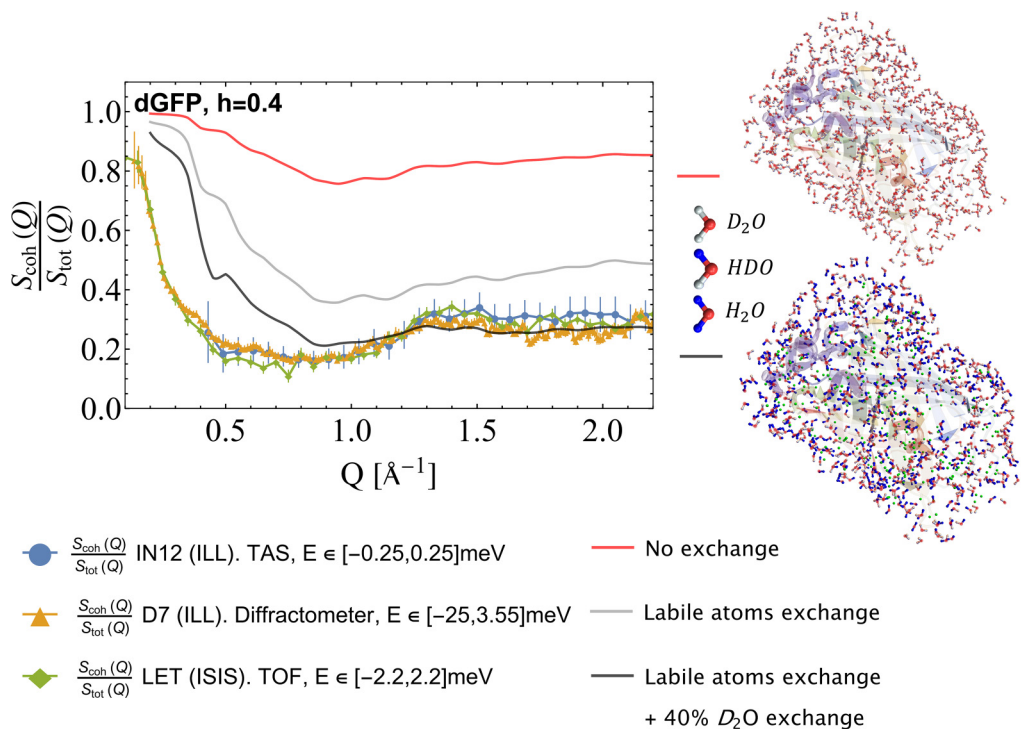 dGFP, h=0.4
S_coh (Q)
S_tot (Q)
1.0
0.8
0.6
0.4
0.2
0.0
0.5
1.0
1.5
2.0
Q [Å⁻¹]
D₂O
HDO
H₂O
S_coh (Q)
S_tot (Q)
IN12 (ILL). TAS, E ∈ [−0.25,0.25]meV
S_coh (Q)
S_tot (Q)
D7 (ILL). Diffractometer, E ∈ [−25,3.55]meV
S_coh (Q)
S_tot (Q)
LET (ISIS). TOF, E ∈ [−2.2,2.2]meV
No exchange
Labile atoms exchange
Labile atoms exchange
+ 40% D₂O exchange